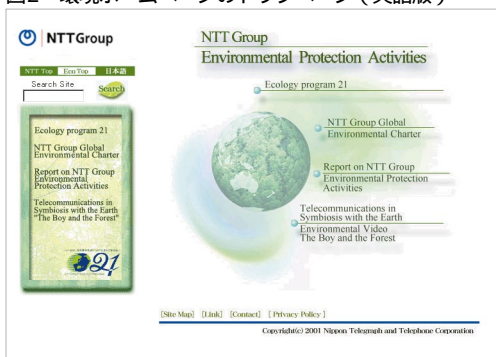 図2 環境ホームページのトップページ（英語版）
NTTGroup
NTT Top Eco Top 日本語
Search Site
Search
Ecology program 21
NTT Group Global
Environmental Charter
Report on NTT Group
Environmental
Protection Activities
Telecommunications in
Symbiosis with the Earth
"The Boy and the Forest"
21
NTT Group
Environmental Protection Activities
Ecology program 21
NTT Group Global
Environmental Charter
Report on NTT Group
Environmental Protection
Activities
Telecommunications in
Symbiosis with the Earth
Environmental Video
The Boy and the Forest
[Site Map] [Link] [Contact] [ Privacy Policy ]
Copyright(c) 2001 Nippon Telegraph and Telephone Corporation